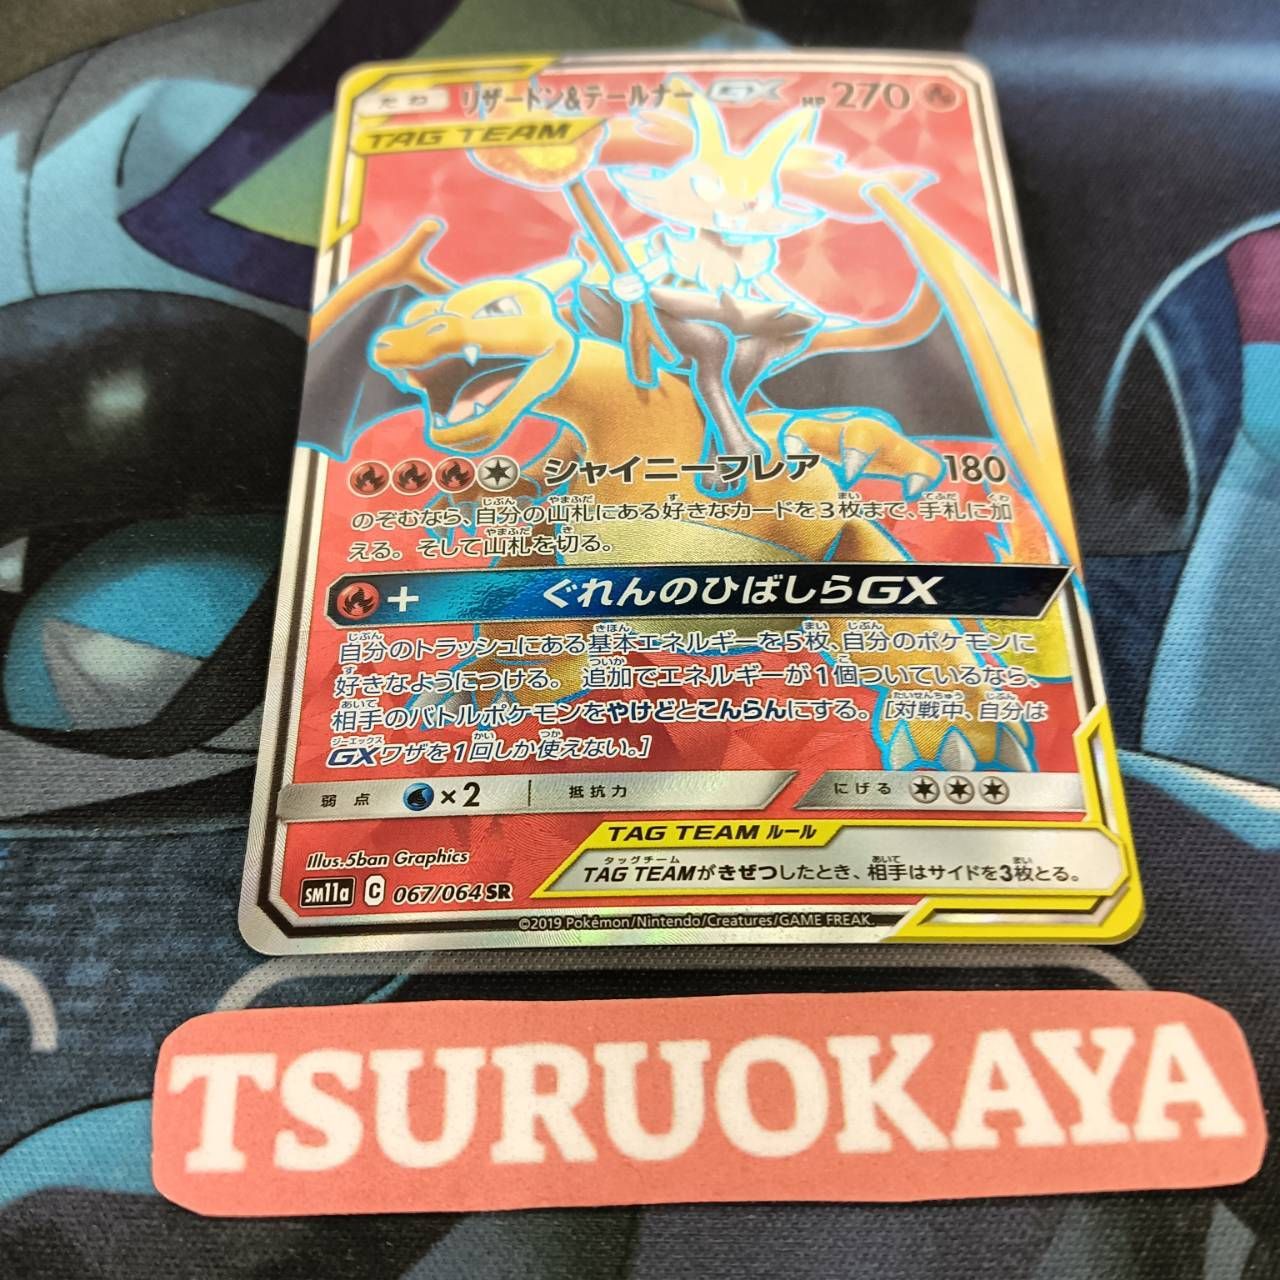 たね リザードン&テールナーGX HP 270
TAG TEAM
シャイニーフレア 180
のぞむなら、自分の山札にある好きなカードを3枚まで、手札に加
える。そして山札を切る。
+ ぐれんのひばしらGX
自分のトラッシュにある基本エネルギーを5枚、自分のポケモンに
好きなようにつける。追加でエネルギーが1個ついているなら、
相手のバトルポケモンをやけどとこんらんにする。[対戦中、自分は
GXワザを1回しか使えない。]
弱点 ×2 抵抗力 にげる
TAG TEAM ルール
TAG TEAMがきぜつしたとき、相手はサイドを3枚とる。
Illus.5ban Graphics
SM11a C 067/064 SR
©2019 Pokémon/Nintendo/Creatures/GAME FREAK.
TSURUOKAYA